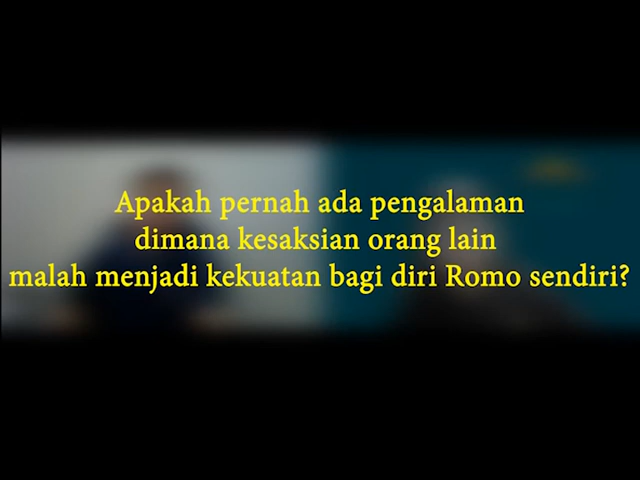 Apakah pernah ada pengalaman
dimana kesaksian orang lain
malah menjadi kekuatan bagi diri Romo sendiri?